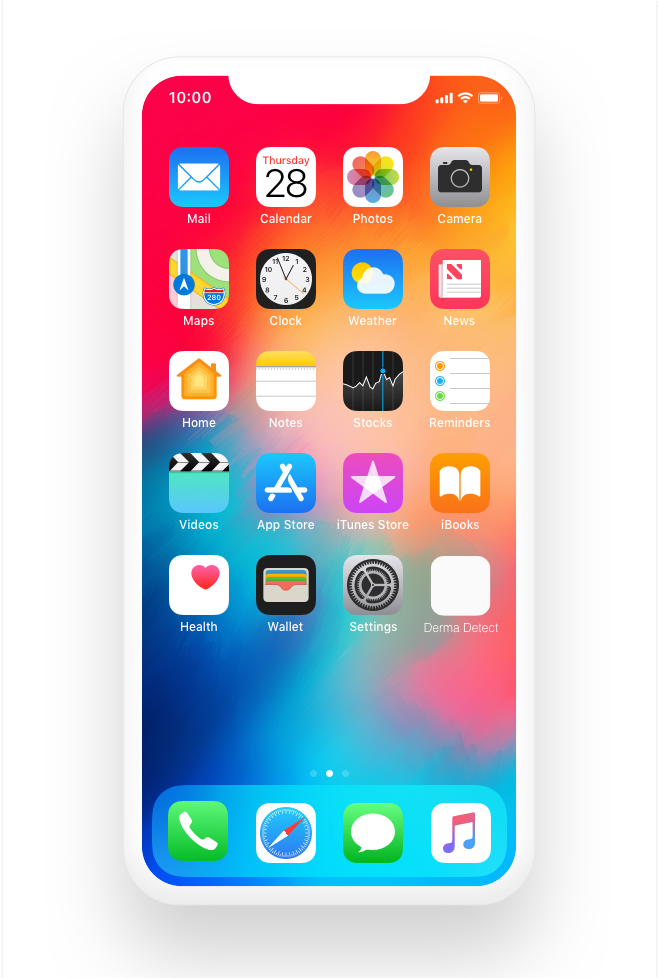 10:00
Thursday
28
Mail
Calendar
Photos
Camera
280
12
1
2
3
4
5
6
7
8
9
10
11
Maps
Clock
Weather
News
Home
Notes
Stocks
Reminders
Videos
App Store
iTunes Store
iBooks
Health
Wallet
Settings
Derma Detect